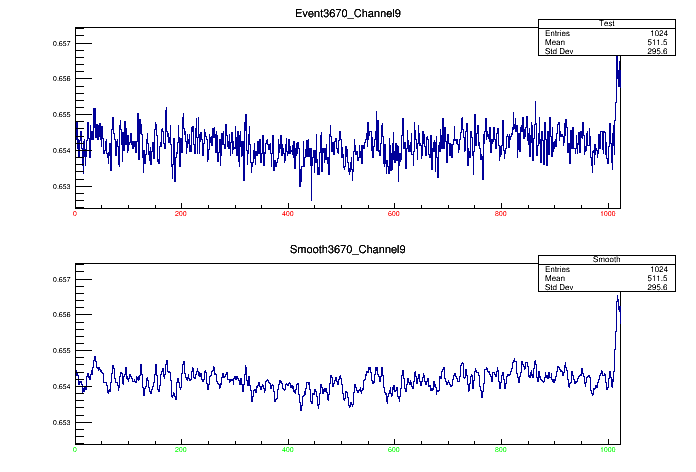 Event3670_Channel9
Test
Entries 1024
Mean 511.5
Std Dev 295.6
0.657
0.656
0.655
0.654
0.653
0 200 400 600 800 1000
Smooth3670_Channel9
Smooth
Entries 1024
Mean 511.5
Std Dev 295.6
0.657
0.656
0.655
0.654
0.653
0 200 400 600 800 1000